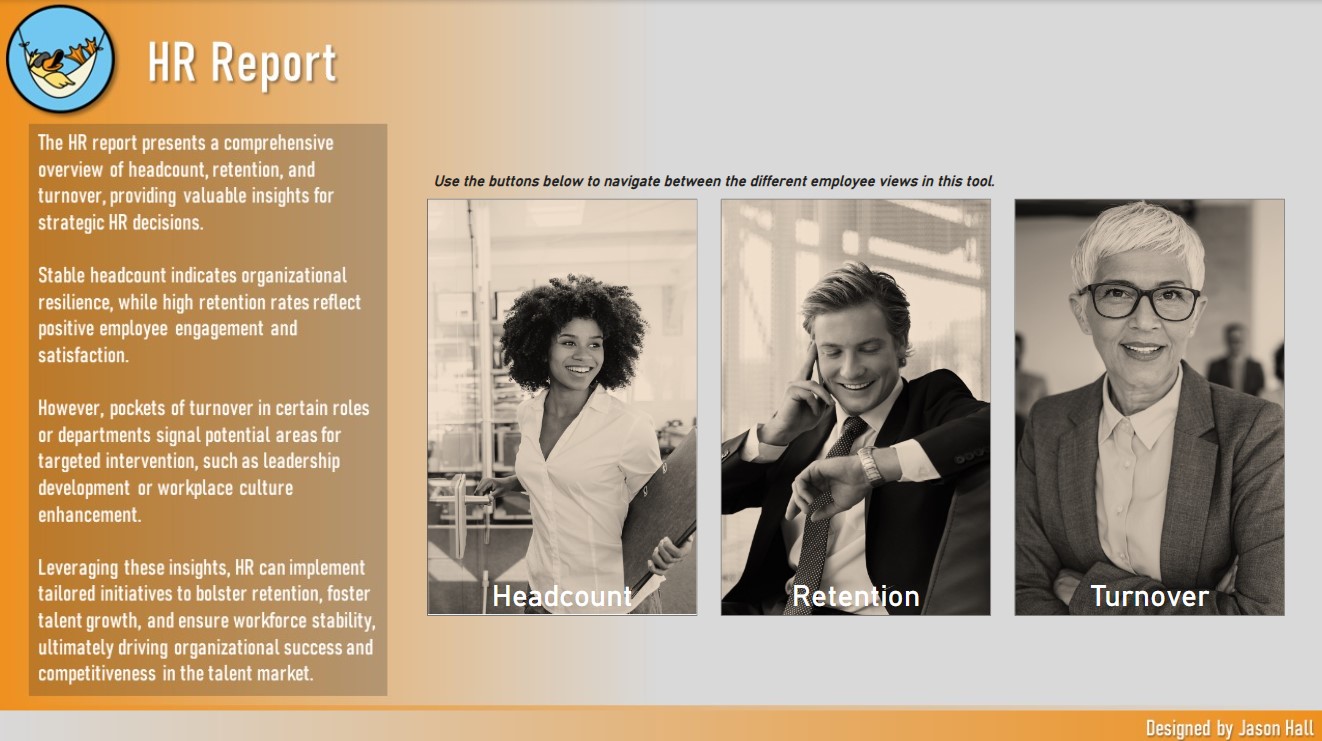 HR Report
The HR report presents a comprehensive
overview of headcount, retention, and
turnover, providing valuable insights for
strategic HR decisions.
Stable headcount indicates organizational
resilience, while high retention rates reflect
positive employee engagement and
satisfaction.
However, pockets of turnover in certain roles
or departments signal potential areas for
targeted intervention, such as leadership
development or workplace culture
enhancement.
Leveraging these insights, HR can implement
tailored initiatives to bolster retention, foster
talent growth, and ensure workforce stability,
ultimately driving organizational success and
competitiveness in the talent market.
Use the buttons below to navigate between the different employee views in this tool.
Headcount
Retention
Turnover
Designed by Jason Hall